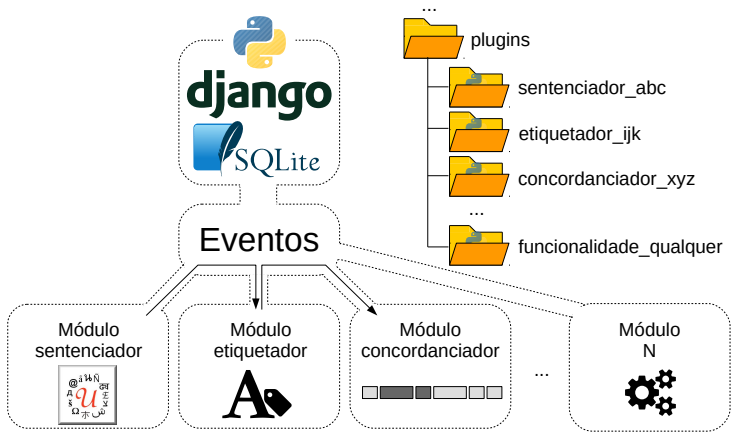 ...
plugins
sentenciador_abc
etiquetador_ijk
concordanciador_xyz
...
funcionalidade_qualquer
django
SQLite
Eventos
Módulo
sentenciador
Módulo
etiquetador
A
Módulo
concordanciador
...
Módulo
N